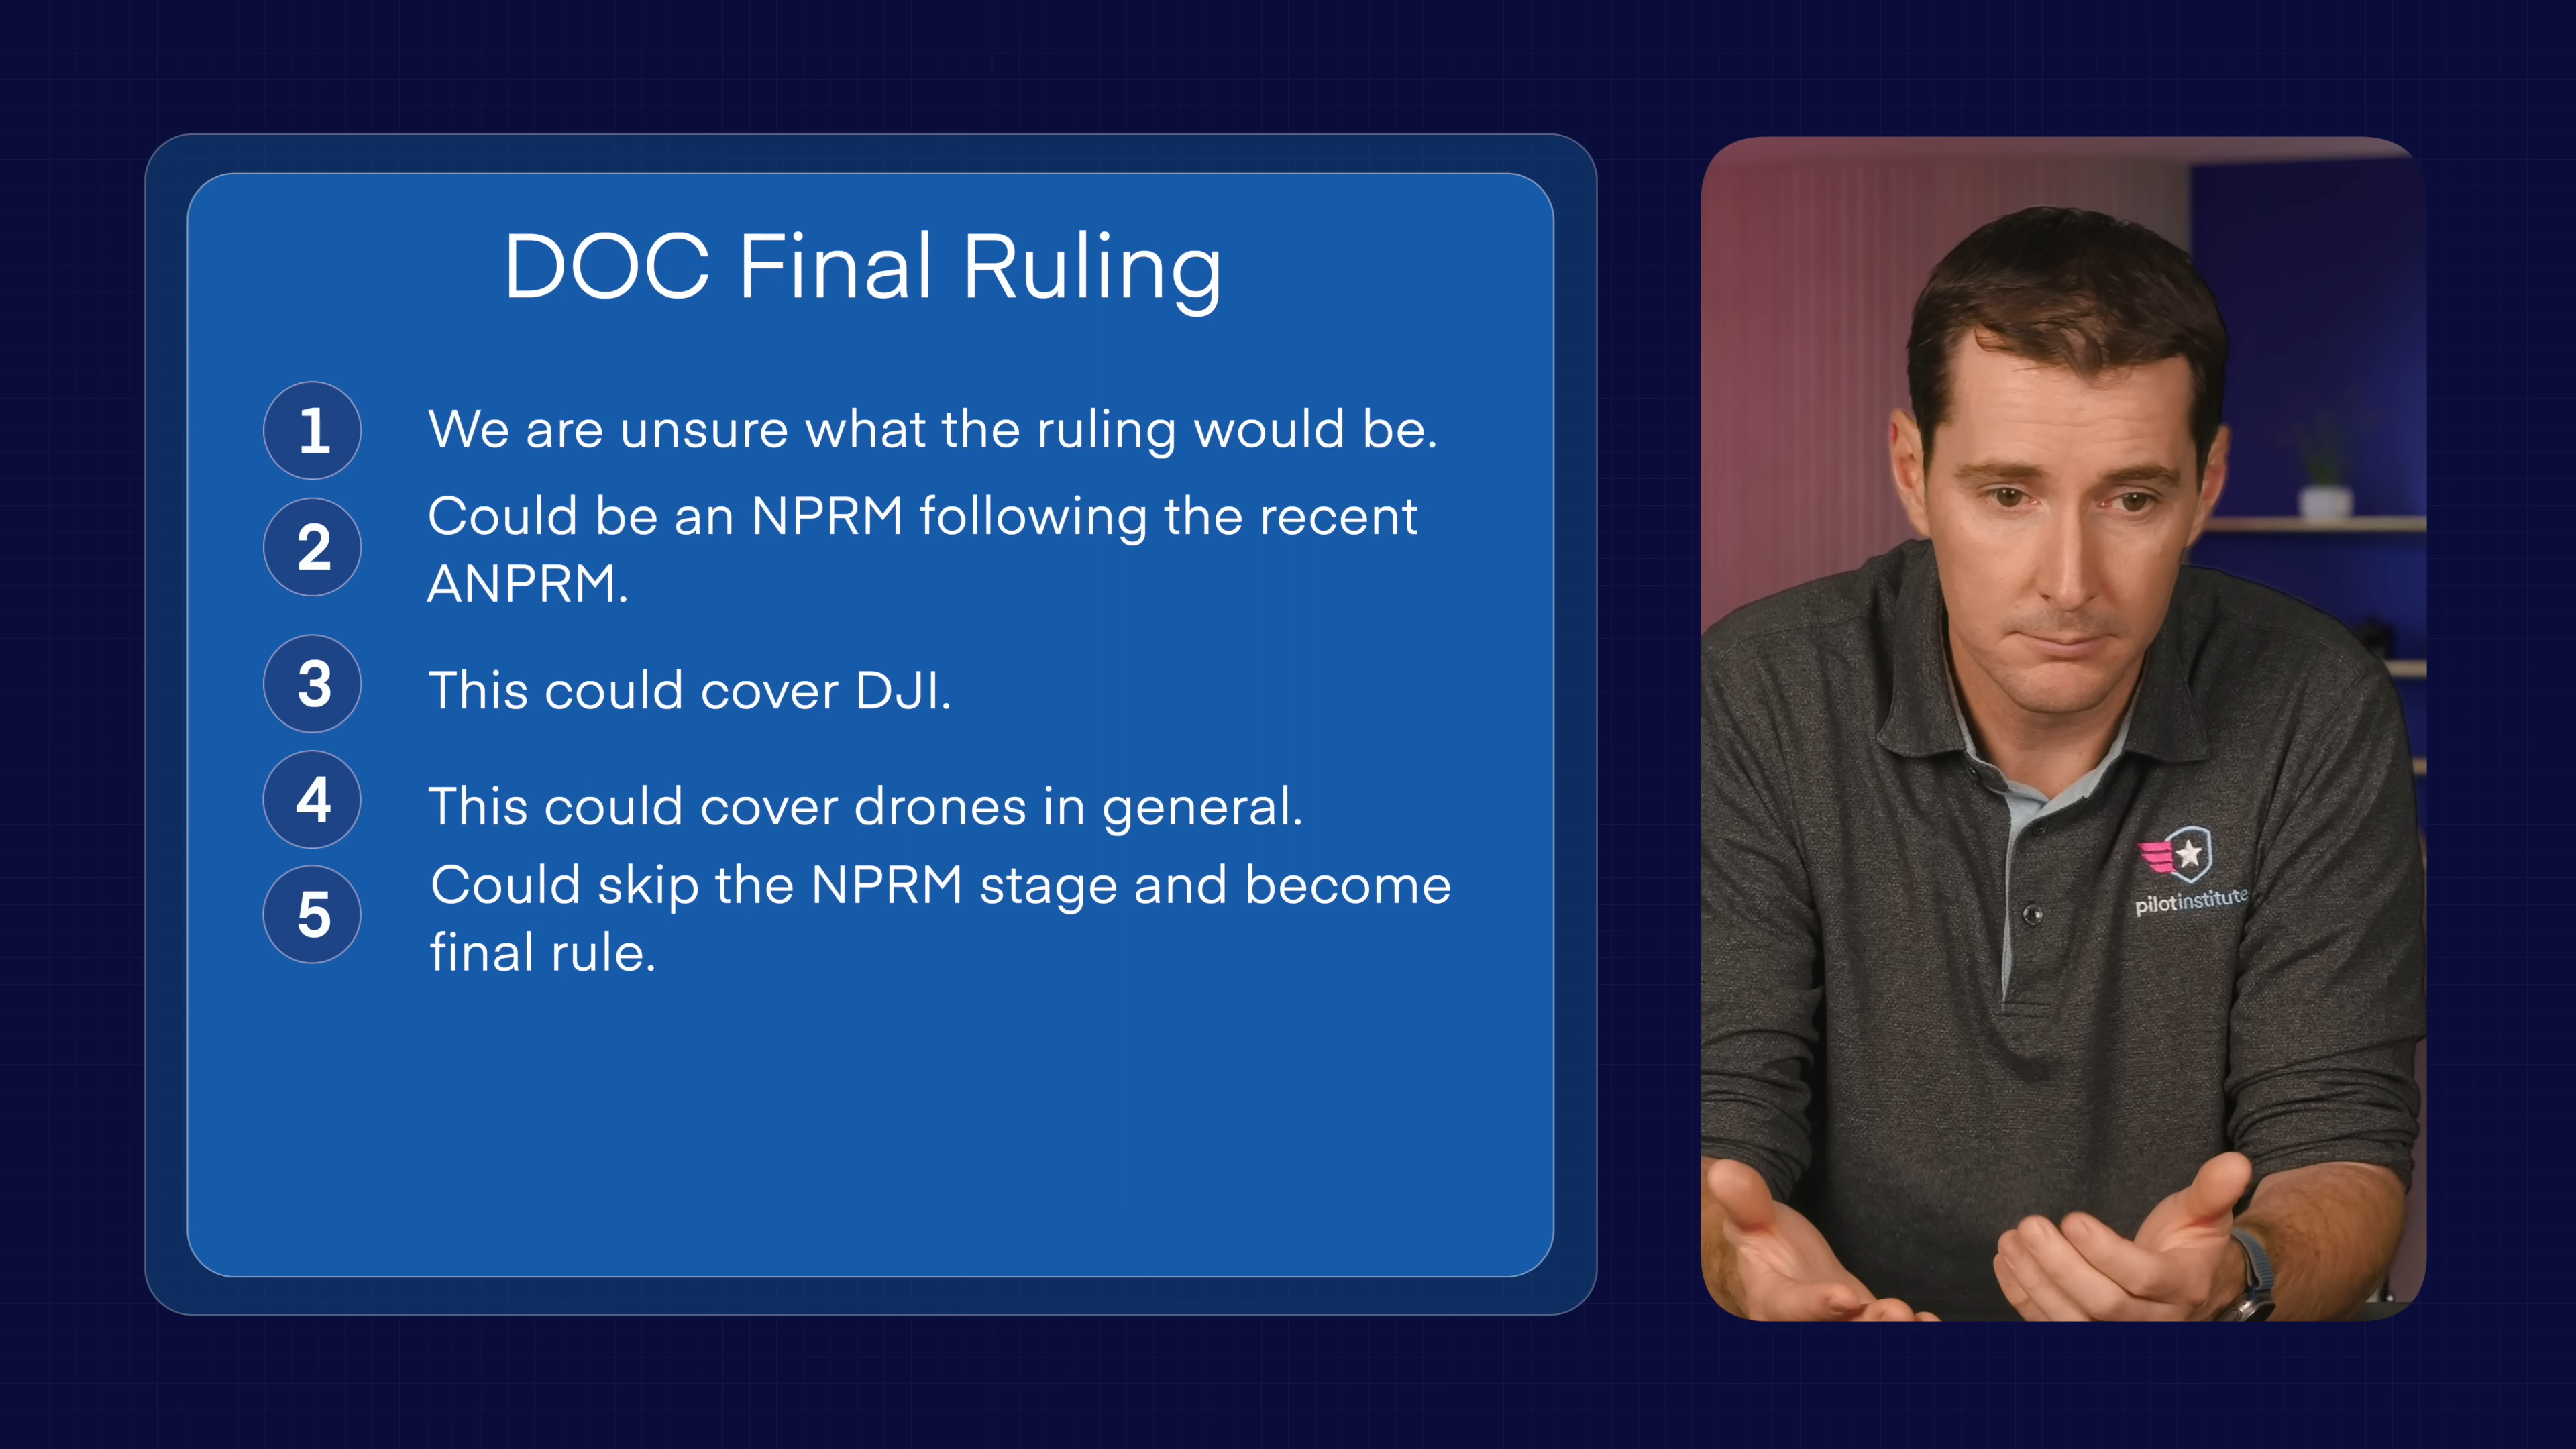 DOC Final Ruling
1
We are unsure what the ruling would be.
2
Could be an NPRM following the recent
ANPRM.
3
This could cover DJI.
4
This could cover drones in general.
5
Could skip the NPRM stage and become
final rule.
pilotinstitute